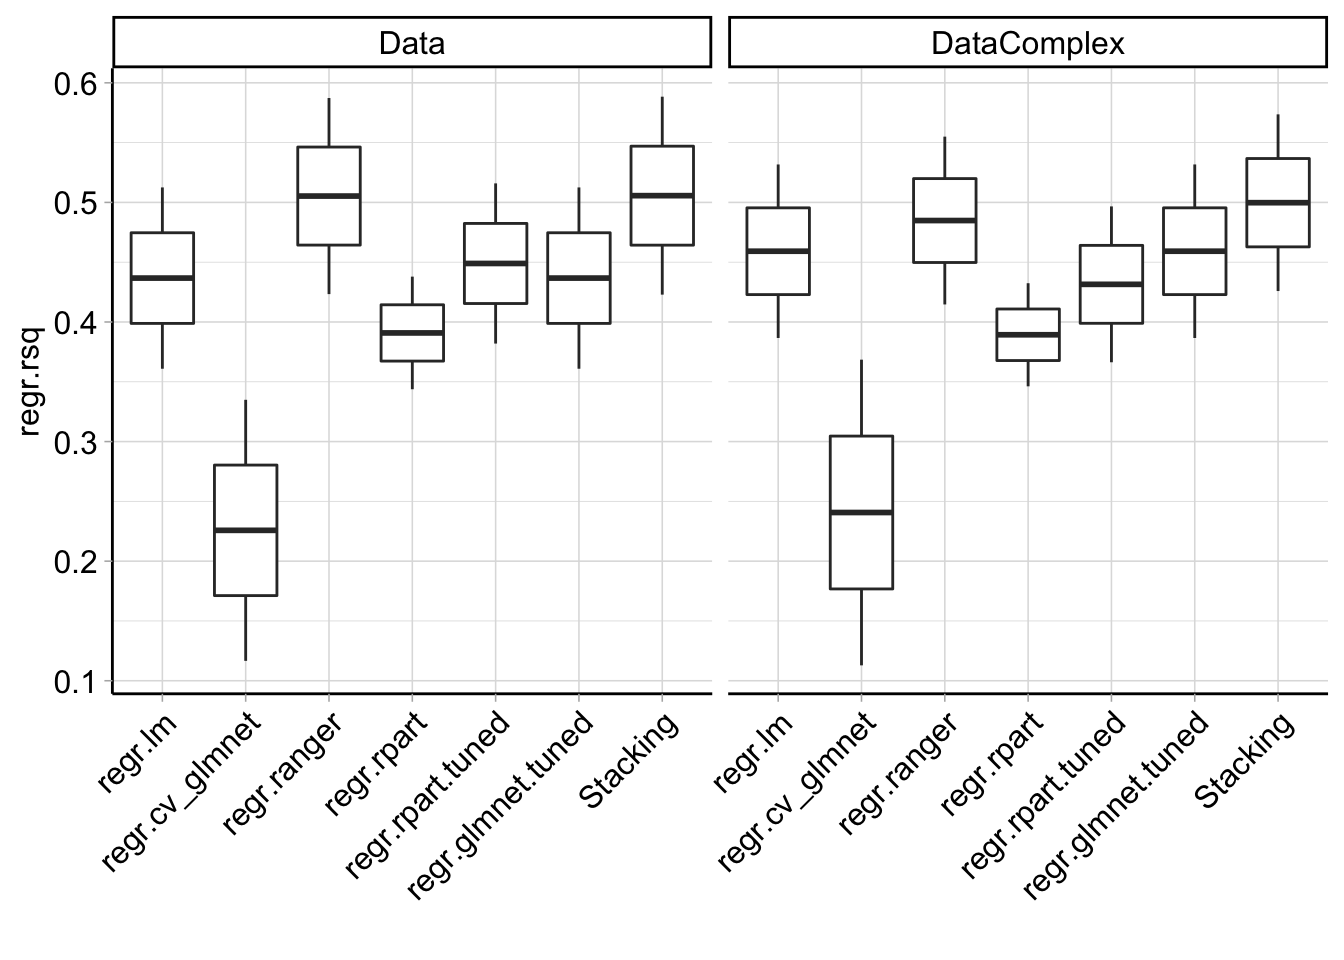 Data
DataComplex
regr.rsq
0.6
0.5
0.4
0.3
0.2
0.1
regr.lm
regr.cv_glmnet
regr.ranger
regr.rpart
regr.rpart.tuned
regr.glmnet.tuned
Stacking
regr.lm
regr.cv_glmnet
regr.ranger
regr.rpart
regr.rpart.tuned
regr.glmnet.tuned
Stacking